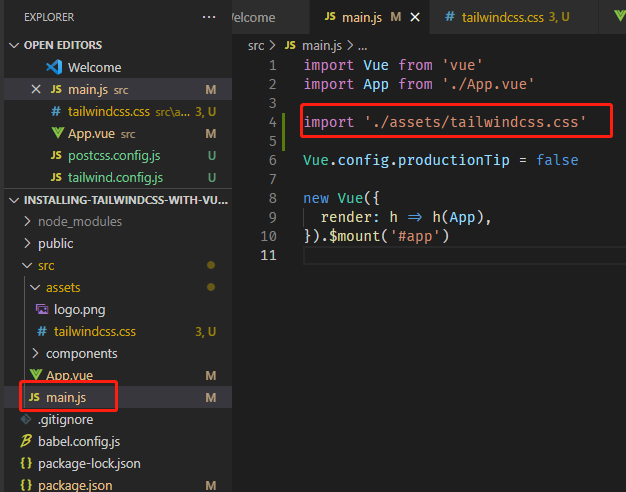 EXPLORER ...
OPEN EDITORS
Welcome
main.js src M
tailwindcss.css src\a... 3, U
App.vue src M
postcss.config.js U
tailwind.config.js U
INSTALLING-TAILWINDCSS-WITH-VU...
node_modules
public
src
assets
logo.png
tailwindcss.css 3, U
components
App.vue M
JS main.js M
.gitignore
babel.config.js
package-lock.json
package.json M
elcome
JS main.js M
# tailwindcss.css 3, U
src > JS main.js > ...
1 import Vue from 'vue'
2 import App from './App.vue'
3
4 import './assets/tailwindcss.css'
5
6 Vue.config.productionTip = false
7
8 new Vue({
9 render: h => h(App),
10 }).$mount('#app')
11